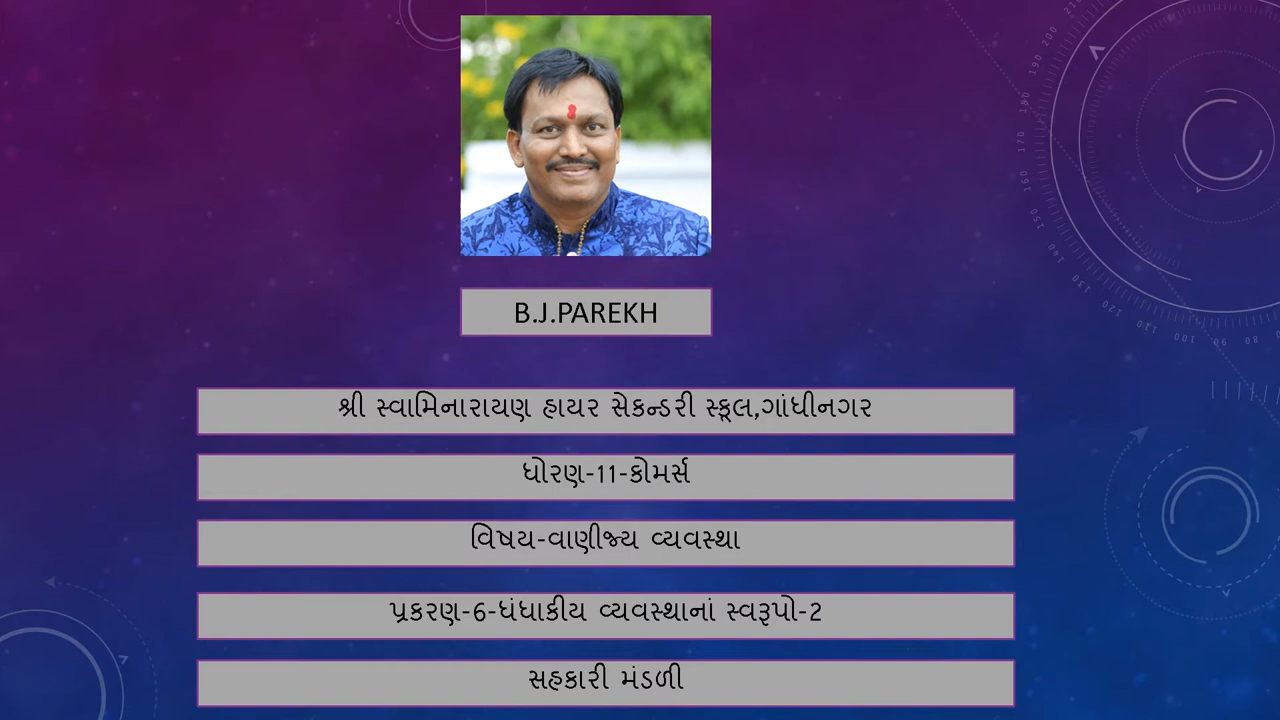 B.J.PAREKH
શ્રી સ્વામિનારાયણ હાયર સેકન્ડરી સ્કૂલ,ગાંધીનગર
ધોરણ-11-કોમર્સ
વિષય-વાણીજ્ય વ્યવસ્થા
પ્રકરણ-6-ધંધાકીય વ્યવસ્થાનાં સ્વરૂપો-2
સહકારી મંડળી